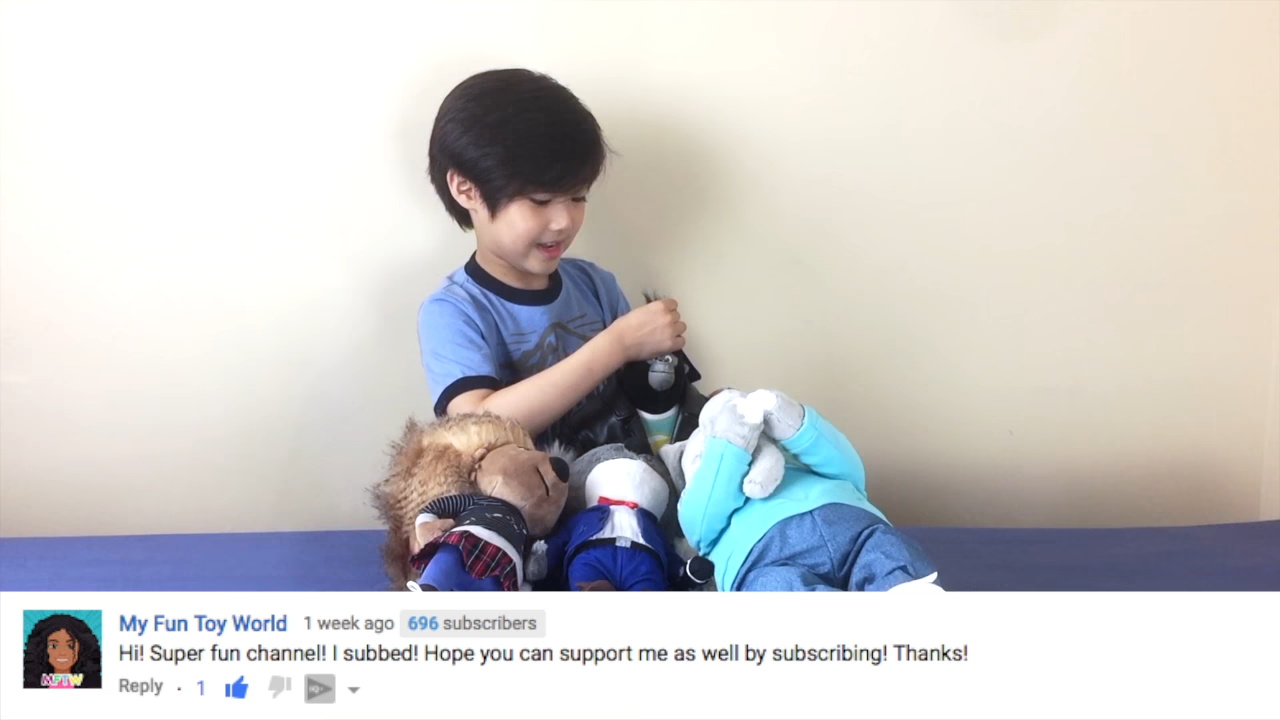 My Fun Toy World 1 week ago 696 subscribers
Hi! Super fun channel! I subbed! Hope you can support me as well by subscribing! Thanks!
Reply · 1
MFTW